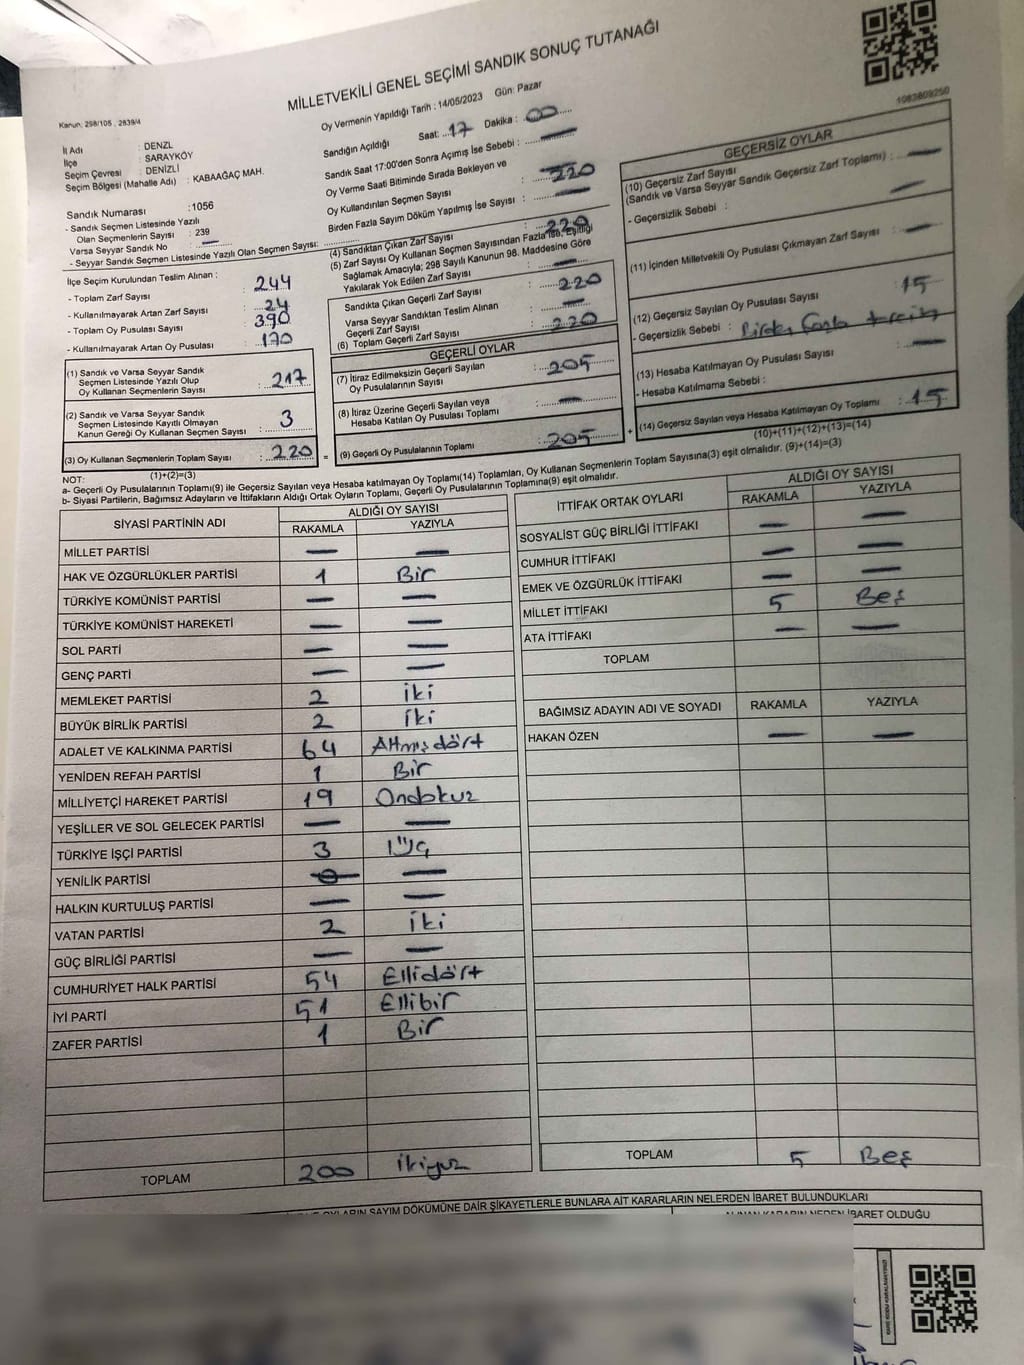 MİLLETVEKİLİ GENEL SEÇİMİ SANDIK SONUÇ TUTANAĞI
1083809250
Kanun: 298/105 , 2839/4
Oy Vermenin Yapıldığı Tarih : 14/05/2023 Gün: Pazar
İl Adı : DENZL
İlçe : SARAYKÖY
Seçim Çevresi : DENİZLİ
Seçim Bölgesi (Mahalle Adı) : KABAAĞAÇ MAH.
Sandık Numarası : 1056
- Sandık Seçmen Listesinde Yazılı
Olan Seçmenlerin Sayısı : 239
Varsa Seyyar Sandık No : —
- Seyyar Sandık Seçmen Listesinde Yazılı Olan Seçmen Sayısı:
Sandığın Açıldığı Saat: 17 Dakika : 00
Sandık Saat 17:00'den Sonra Açımış İse Sebebi : —
Oy Verme Saati Bitiminde Sırada Bekleyen ve
Oy Kullandırılan Seçmen Sayısı : 220
Birden Fazla Sayım Döküm Yapılmış İse Sayısı : —
İlçe Seçim Kurulundan Teslim Alınan :
- Toplam Zarf Sayısı : 244
- Kullanılmayarak Artan Zarf Sayısı : 24
- Toplam Oy Pusulası Sayısı : 390
- Kullanılmayarak Artan Oy Pusulası : 170
(1) Sandık ve Varsa Seyyar Sandık
Seçmen Listesinde Yazılı Olup
Oy Kullanan Seçmenlerin Sayısı : 217
(2) Sandık ve Varsa Seyyar Sandık
Seçmen Listesinde Kayıtlı Olmayan
Kanun Gereği Oy Kullanan Seçmen Sayısı : 3
(3) Oy Kullanan Seçmenlerin Toplam Sayısı : 220
(1)+(2)=(3)
(4) Sandıktan Çıkan Zarf Sayısı : 220
(5) Zarf Sayısı Oy Kullanan Seçmen Sayısından Fazla İse, Eşitliği
Sağlamak Amacıyla; 298 Sayılı Kanunun 98. Maddesine Göre
Yakılarak Yok Edilen Zarf Sayısı : —
Sandıkta Çıkan Geçerli Zarf Sayısı : 220
Varsa Seyyar Sandıktan Teslim Alınan
Geçerli Zarf Sayısı : —
(6) Toplam Geçerli Zarf Sayısı : 220
GEÇERLİ OYLAR
(7) İtiraz Edilmeksizin Geçerli Sayılan
Oy Pusulalarının Sayısı : 205
(8) İtiraz Üzerine Geçerli Sayılan veya
Hesaba Katılan Oy Pusulası Toplamı : —
= (9) Geçerli Oy Pusulalarının Toplamı : 205
GEÇERSİZ OYLAR
(10) Geçersiz Zarf Sayısı
(Sandık ve Varsa Seyyar Sandık Geçersiz Zarf Toplamı) : —
- Geçersizlik Sebebi : —
(11) İçinden Milletvekili Oy Pusulası Çıkmayan Zarf Sayısı : —
(12) Geçersiz Sayılan Oy Pusulası Sayısı : 15
- Geçersizlik Sebebi : Birden fazla tercih
(13) Hesaba Katılmayan Oy Pusulası Sayısı : —
- Hesaba Katılmama Sebebi :
+ (14) Geçersiz Sayılan veya Hesaba Katılmayan Oy Toplamı : 15
(10)+(11)+(12)+(13)=(14)
NOT:
a- Geçerli Oy Pusulalarının Toplamı(9) ile Geçersiz Sayılan veya Hesaba katılmayan Oy Toplamı(14) Toplamları, Oy Kullanan Seçmenlerin Toplam Sayısına(3) eşit olmalıdır. (9)+(14)=(3)
b- Siyasi Partilerin, Bağımsız Adayların ve İttifakların Aldığı Ortak Oyların Toplamı, Geçerli Oy Pusulalarının Toplamına(9) eşit olmalıdır.
SİYASİ PARTİNİN ADI ALDIĞI OY SAYISI
RAKAMLA YAZIYLA
MİLLET PARTİSİ — —
HAK VE ÖZGÜRLÜKLER PARTİSİ 1 Bir
TÜRKİYE KOMÜNİST PARTİSİ — —
TÜRKİYE KOMÜNİST HAREKETİ — —
SOL PARTİ — —
GENÇ PARTİ — —
MEMLEKET PARTİSİ 2 İki
BÜYÜK BİRLİK PARTİSİ 2 İki
ADALET VE KALKINMA PARTİSİ 64 Altmışdört
YENİDEN REFAH PARTİSİ 1 Bir
MİLLİYETÇİ HAREKET PARTİSİ 19 Ondokuz
YEŞİLLER VE SOL GELECEK PARTİSİ — —
TÜRKİYE İŞÇİ PARTİSİ 3 Üç
YENİLİK PARTİSİ — —
HALKIN KURTULUŞ PARTİSİ — —
VATAN PARTİSİ 2 İki
GÜÇ BİRLİĞİ PARTİSİ — —
CUMHURİYET HALK PARTİSİ 54 Ellidört
İYİ PARTİ 51 Ellibir
ZAFER PARTİSİ 1 Bir
TOPLAM 200 İkiyüz
İTTİFAK ORTAK OYLARI ALDIĞI OY SAYISI
RAKAMLA YAZIYLA
SOSYALİST GÜÇ BİRLİĞİ İTTİFAKI — —
CUMHUR İTTİFAKI — —
EMEK VE ÖZGÜRLÜK İTTİFAKI — —
MİLLET İTTİFAKI 5 Beş
ATA İTTİFAKI — —
TOPLAM
BAĞIMSIZ ADAYIN ADI VE SOYADI RAKAMLA YAZIYLA
HAKAN ÖZEN — —
TOPLAM 5 Beş
OYLARIN SAYIM DÖKÜMÜNE DAİR ŞİKAYETLERLE BUNLARA AİT KARARLARIN NELERDEN İBARET BULUNDUKLARI
ALINAN KARARIN NEDEN İBARET OLDUĞU